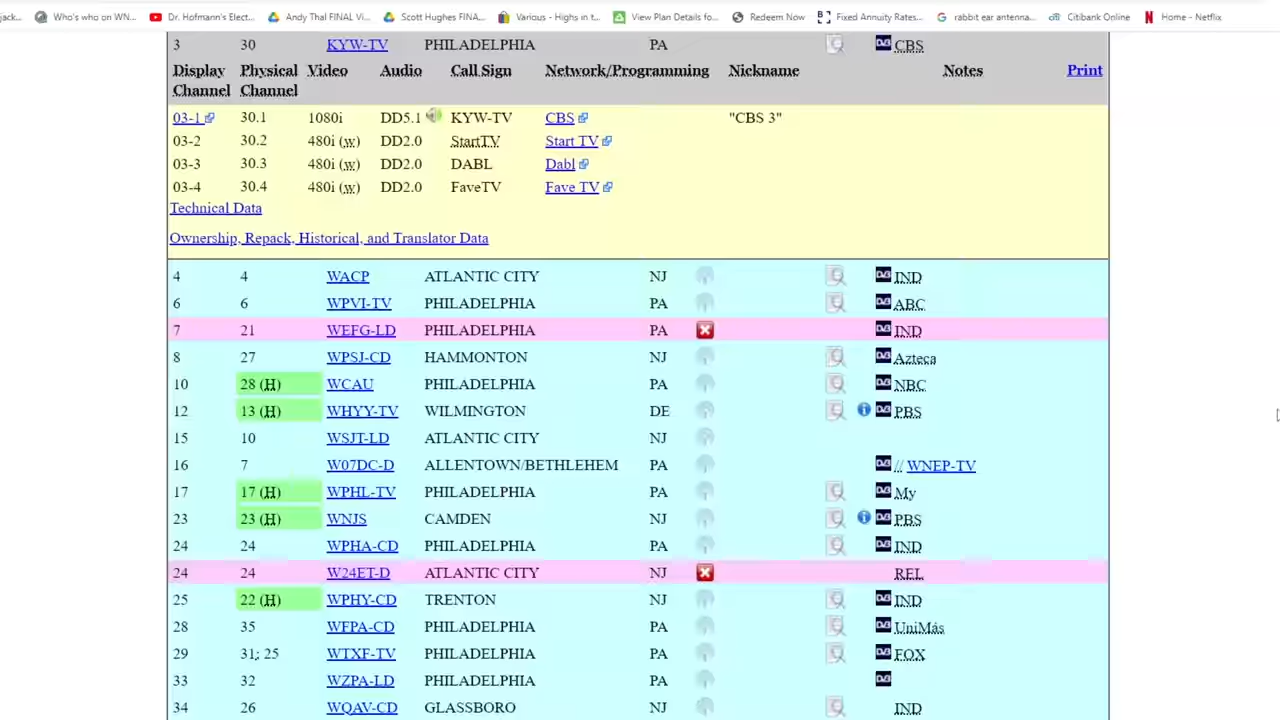 jack... Who's who on WN... Dr. Hofmann's Elect... Andy Thal FINAL Vi... Scott Hughes FINA... Various - Highs in t... View Plan Details fo... Redeem Now Fixed Annuity Rates... rabbit ear antenna... Citibank Online Home - Netflix
3 30 KYW-TV PHILADELPHIA PA CBS
Display Channel Physical Channel Video Audio Call Sign Network/Programming Nickname Notes Print
03-1 30.1 1080i DD5.1 KYW-TV CBS "CBS 3"
03-2 30.2 480i (w) DD2.0 StartTV Start TV
03-3 30.3 480i (w) DD2.0 DABL Dabl
03-4 30.4 480i (w) DD2.0 FaveTV Fave TV
Technical Data
Ownership, Repack, Historical, and Translator Data
4 4 WACP ATLANTIC CITY NJ IND
6 6 WPVI-TV PHILADELPHIA PA ABC
7 21 WEFG-LD PHILADELPHIA PA IND
8 27 WPSJ-CD HAMMONTON NJ Azteca
10 28 (H) WCAU PHILADELPHIA PA NBC
12 13 (H) WHYY-TV WILMINGTON DE PBS
15 10 WSJT-LD ATLANTIC CITY NJ
16 7 W07DC-D ALLENTOWN/BETHLEHEM PA // WNEP-TV
17 17 (H) WPHL-TV PHILADELPHIA PA My
23 23 (H) WNJS CAMDEN NJ PBS
24 24 WPHA-CD PHILADELPHIA PA IND
24 24 W24ET-D ATLANTIC CITY NJ REL
25 22 (H) WPHY-CD TRENTON NJ IND
28 35 WFPA-CD PHILADELPHIA PA UniMás
29 31; 25 WTXF-TV PHILADELPHIA PA FOX
33 32 WZPA-LD PHILADELPHIA PA
34 26 WQAV-CD GLASSBORO NJ IND